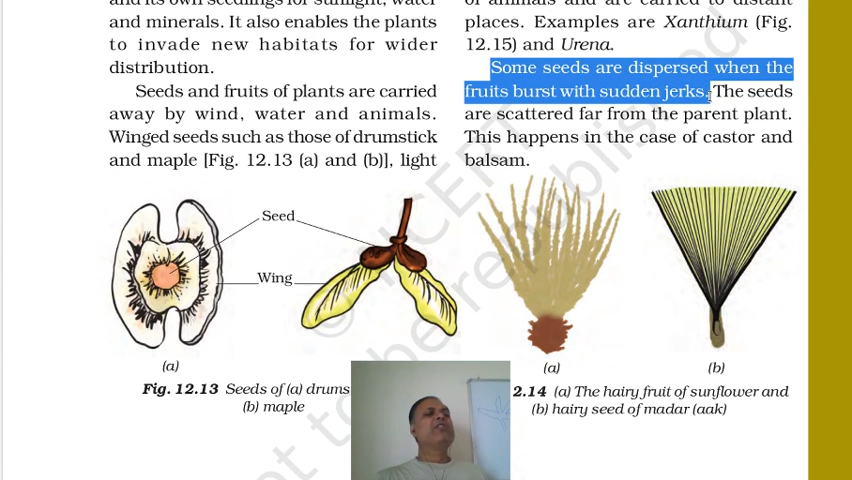 and its own seedlings for sunlight, water
and minerals. It also enables the plants
to invade new habitats for wider
distribution.
Seeds and fruits of plants are carried
away by wind, water and animals.
Winged seeds such as those of drumstick
and maple [Fig. 12.13 (a) and (b)], light
of animals and are carried to distant
places. Examples are Xanthium (Fig.
12.15) and Urena.
Some seeds are dispersed when the
fruits burst with sudden jerks. The seeds
are scattered far from the parent plant.
This happens in the case of castor and
balsam.
Seed
Wing
(a)
Fig. 12.13 Seeds of (a) drums
(b) maple
(a)
(b)
2.14 (a) The hairy fruit of sunflower and
(b) hairy seed of madar (aak)
© NCERT
not to be republished